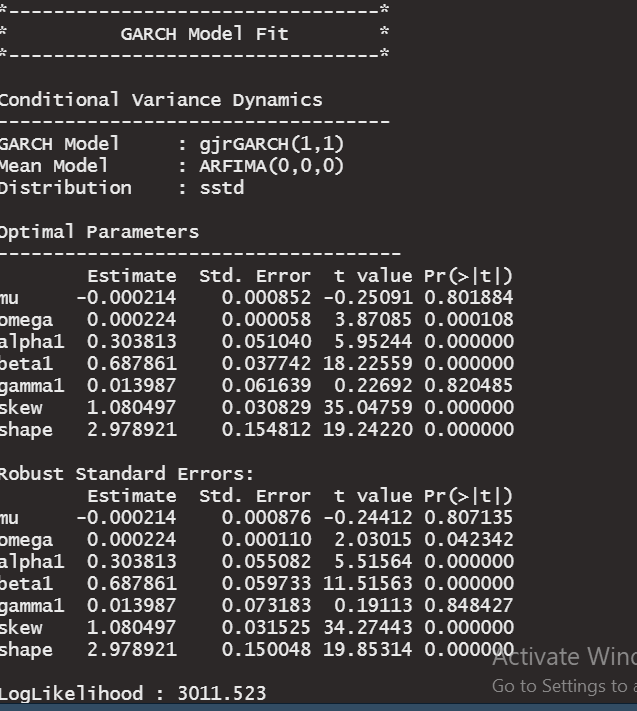 *---------------------------------*
* GARCH Model Fit *
*---------------------------------*
Conditional Variance Dynamics
-----------------------------------
GARCH Model : gjrGARCH(1,1)
Mean Model : ARFIMA(0,0,0)
Distribution : sstd
Optimal Parameters
------------------------------------
Estimate Std. Error t value Pr(>|t|)
mu -0.000214 0.000852 -0.25091 0.801884
omega 0.000224 0.000058 3.87085 0.000108
alpha1 0.303813 0.051040 5.95244 0.000000
beta1 0.687861 0.037742 18.22559 0.000000
gamma1 0.013987 0.061639 0.22692 0.820485
skew 1.080497 0.030829 35.04759 0.000000
shape 2.978921 0.154812 19.24220 0.000000
Robust Standard Errors:
Estimate Std. Error t value Pr(>|t|)
mu -0.000214 0.000876 -0.24412 0.807135
omega 0.000224 0.000110 2.03015 0.042342
alpha1 0.303813 0.055082 5.51564 0.000000
beta1 0.687861 0.059733 11.51563 0.000000
gamma1 0.013987 0.073183 0.19113 0.848427
skew 1.080497 0.031525 34.27443 0.000000
shape 2.978921 0.150048 19.85314 0.000000
LogLikelihood : 3011.523
Activate Wind
Go to Settings to a